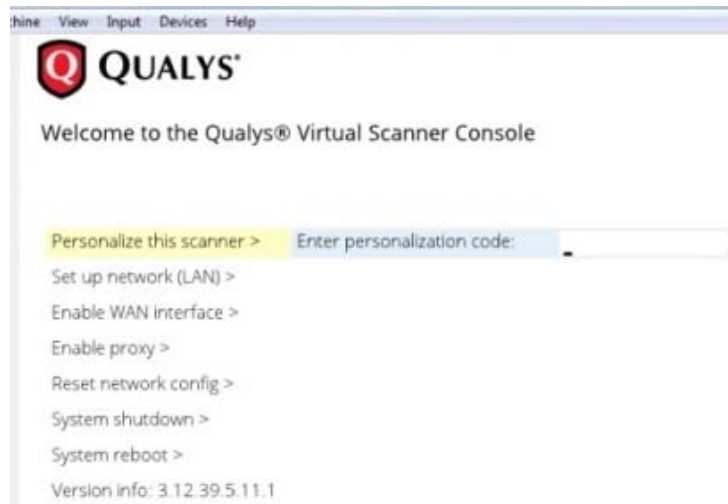 hine View Input Devices Help
QUALYS®
Welcome to the Qualys® Virtual Scanner Console
Personalize this scanner > Enter personalization code:
Set up network (LAN) >
Enable WAN interface >
Enable proxy >
Reset network config >
System shutdown >
System reboot >
Version info: 3.12.39.5.11.1